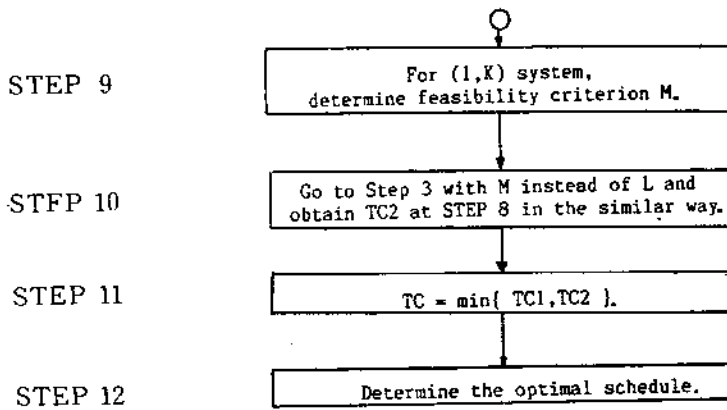 STEP 9
For (1,K) system,
determine feasibility criterion M.
STFP 10
Go to Step 3 with M instead of L and
obtain TC2 at STEP 8 in the similar way.
STEP 11
TC = min{ TC1,TC2 }.
STEP 12
Determine the optimal schedule.